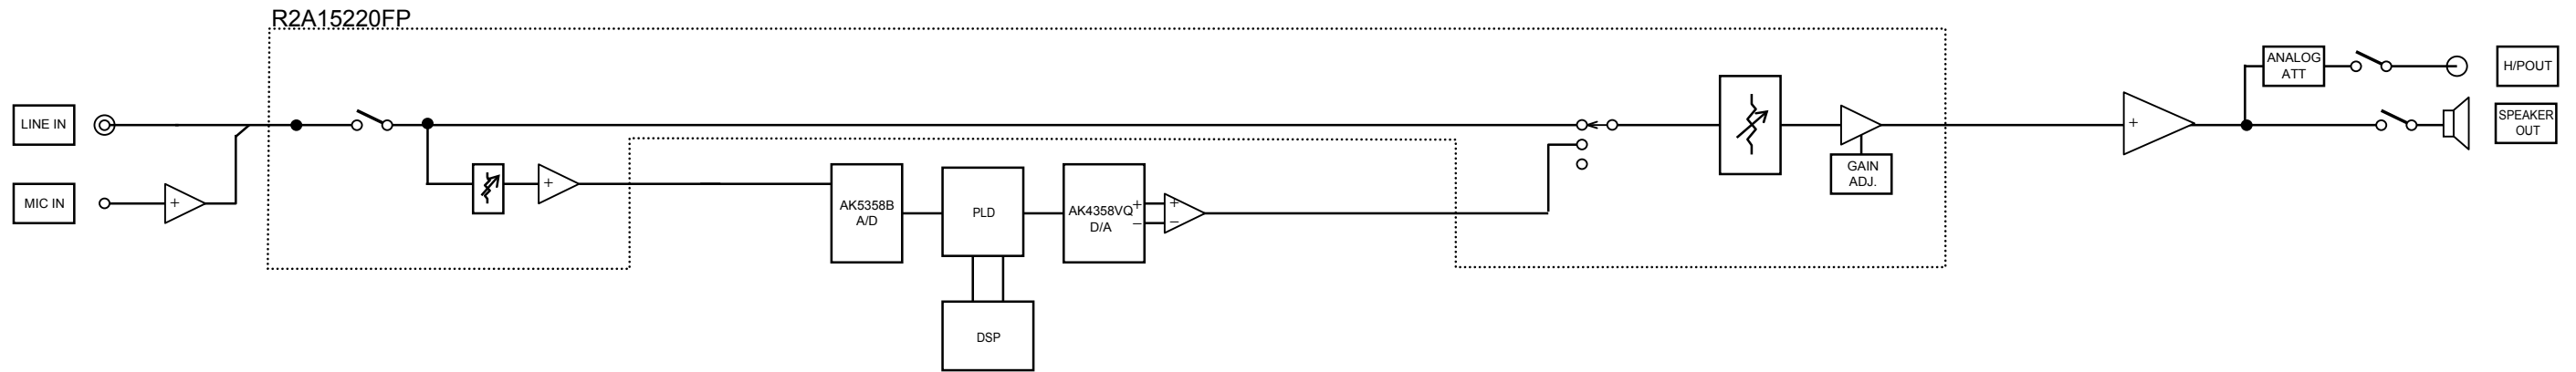 R2A15220FP
LINE IN
MIC IN
+
+
AK5358B
A/D
PLD
DSP
AK4358VQ
D/A
+
−
+
−
GAIN
ADJ.
+
ANALOG
ATT
H/POUT
SPEAKER
OUT